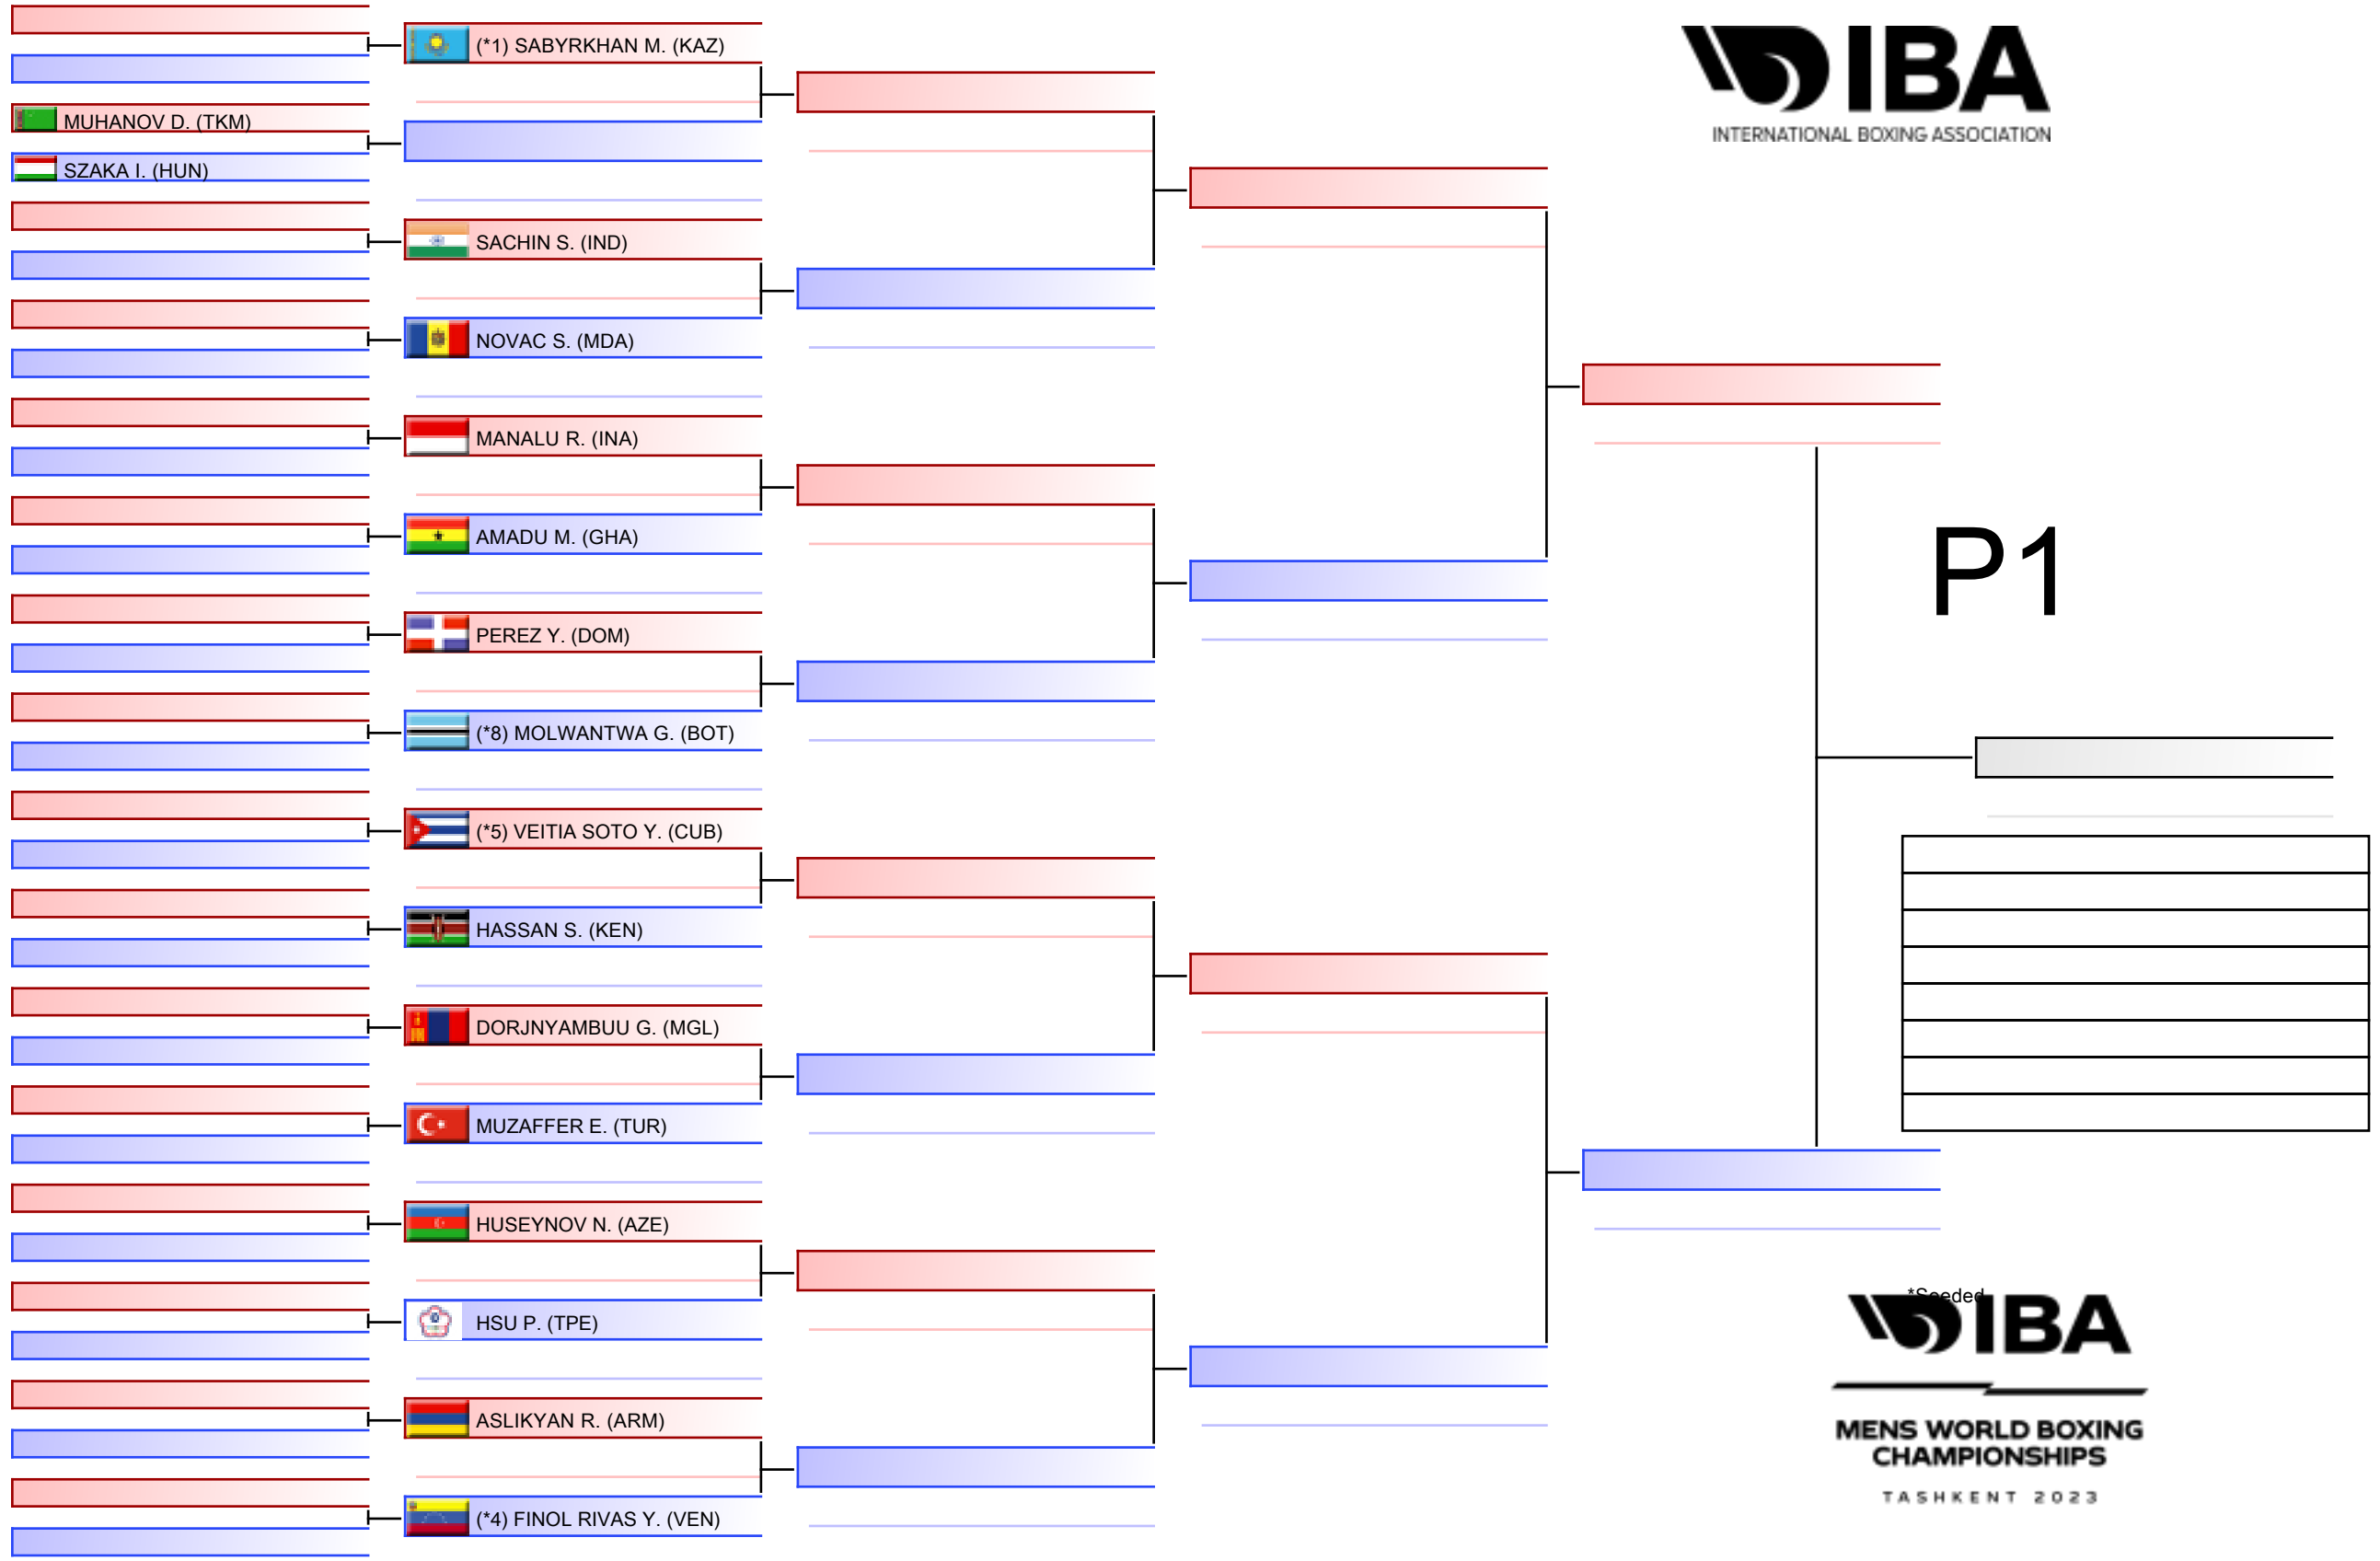 (*1) SABYRKHAN M. (KAZ)
MUHANOV D. (TKM)
SZAKA I. (HUN)
SACHIN S. (IND)
NOVAC S. (MDA)
MANALU R. (INA)
AMADU M. (GHA)
PEREZ Y. (DOM)
(*8) MOLWANTWA G. (BOT)
(*5) VEITIA SOTO Y. (CUB)
HASSAN S. (KEN)
DORJNYAMBUU G. (MGL)
MUZAFFER E. (TUR)
HUSEYNOV N. (AZE)
HSU P. (TPE)
ASLIKYAN R. (ARM)
(*4) FINOL RIVAS Y. (VEN)
IBA
INTERNATIONAL BOXING ASSOCIATION
P1
*Seeded
IBA
MENS WORLD BOXING
CHAMPIONSHIPS
TASHKENT 2023